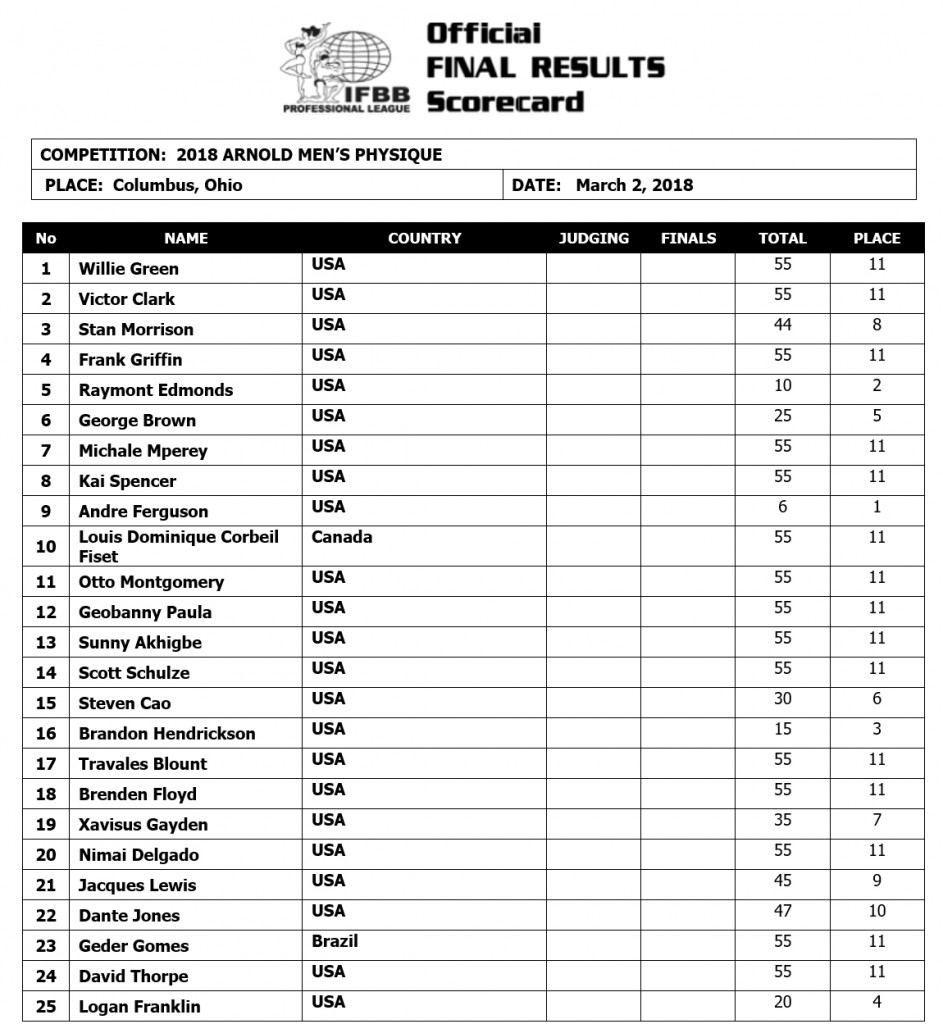 Official
FINAL RESULTS
Scorecard
IFBB
PROFESSIONAL LEAGUE
COMPETITION: 2018 ARNOLD MEN'S PHYSIQUE
PLACE: Columbus, Ohio DATE: March 2, 2018
No NAME COUNTRY JUDGING FINALS TOTAL PLACE
1 Willie Green USA 55 11
2 Victor Clark USA 55 11
3 Stan Morrison USA 44 8
4 Frank Griffin USA 55 11
5 Raymont Edmonds USA 10 2
6 George Brown USA 25 5
7 Michale Mperey USA 55 11
8 Kai Spencer USA 55 11
9 Andre Ferguson USA 6 1
10 Louis Dominique Corbeil Canada 55 11
Fiset
11 Otto Montgomery USA 55 11
12 Geobanny Paula USA 55 11
13 Sunny Akhigbe USA 55 11
14 Scott Schulze USA 55 11
15 Steven Cao USA 30 6
16 Brandon Hendrickson USA 15 3
17 Travales Blount USA 55 11
18 Brenden Floyd USA 55 11
19 Xavisus Gayden USA 35 7
20 Nimai Delgado USA 55 11
21 Jacques Lewis USA 45 9
22 Dante Jones USA 47 10
23 Geder Gomes Brazil 55 11
24 David Thorpe USA 55 11
25 Logan Franklin USA 20 4